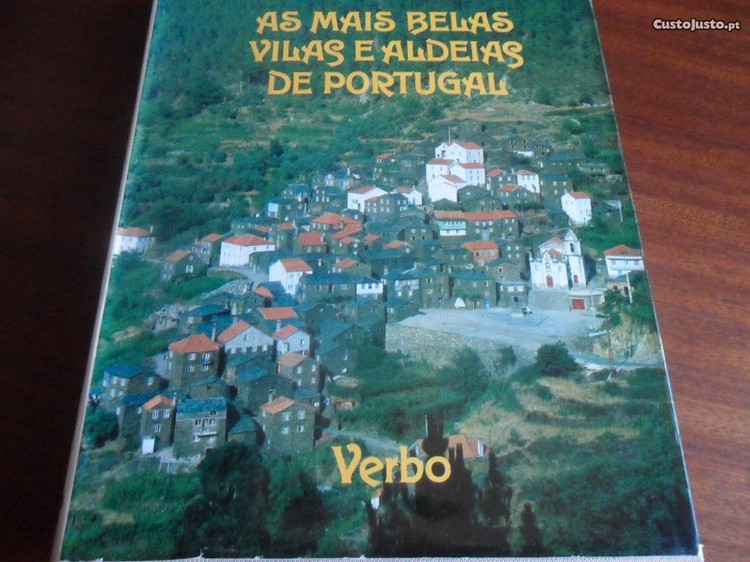 CustoJusto.pt
AS MAIS BELAS
VILAS E ALDEIAS
DE PORTUGAL
Verbo